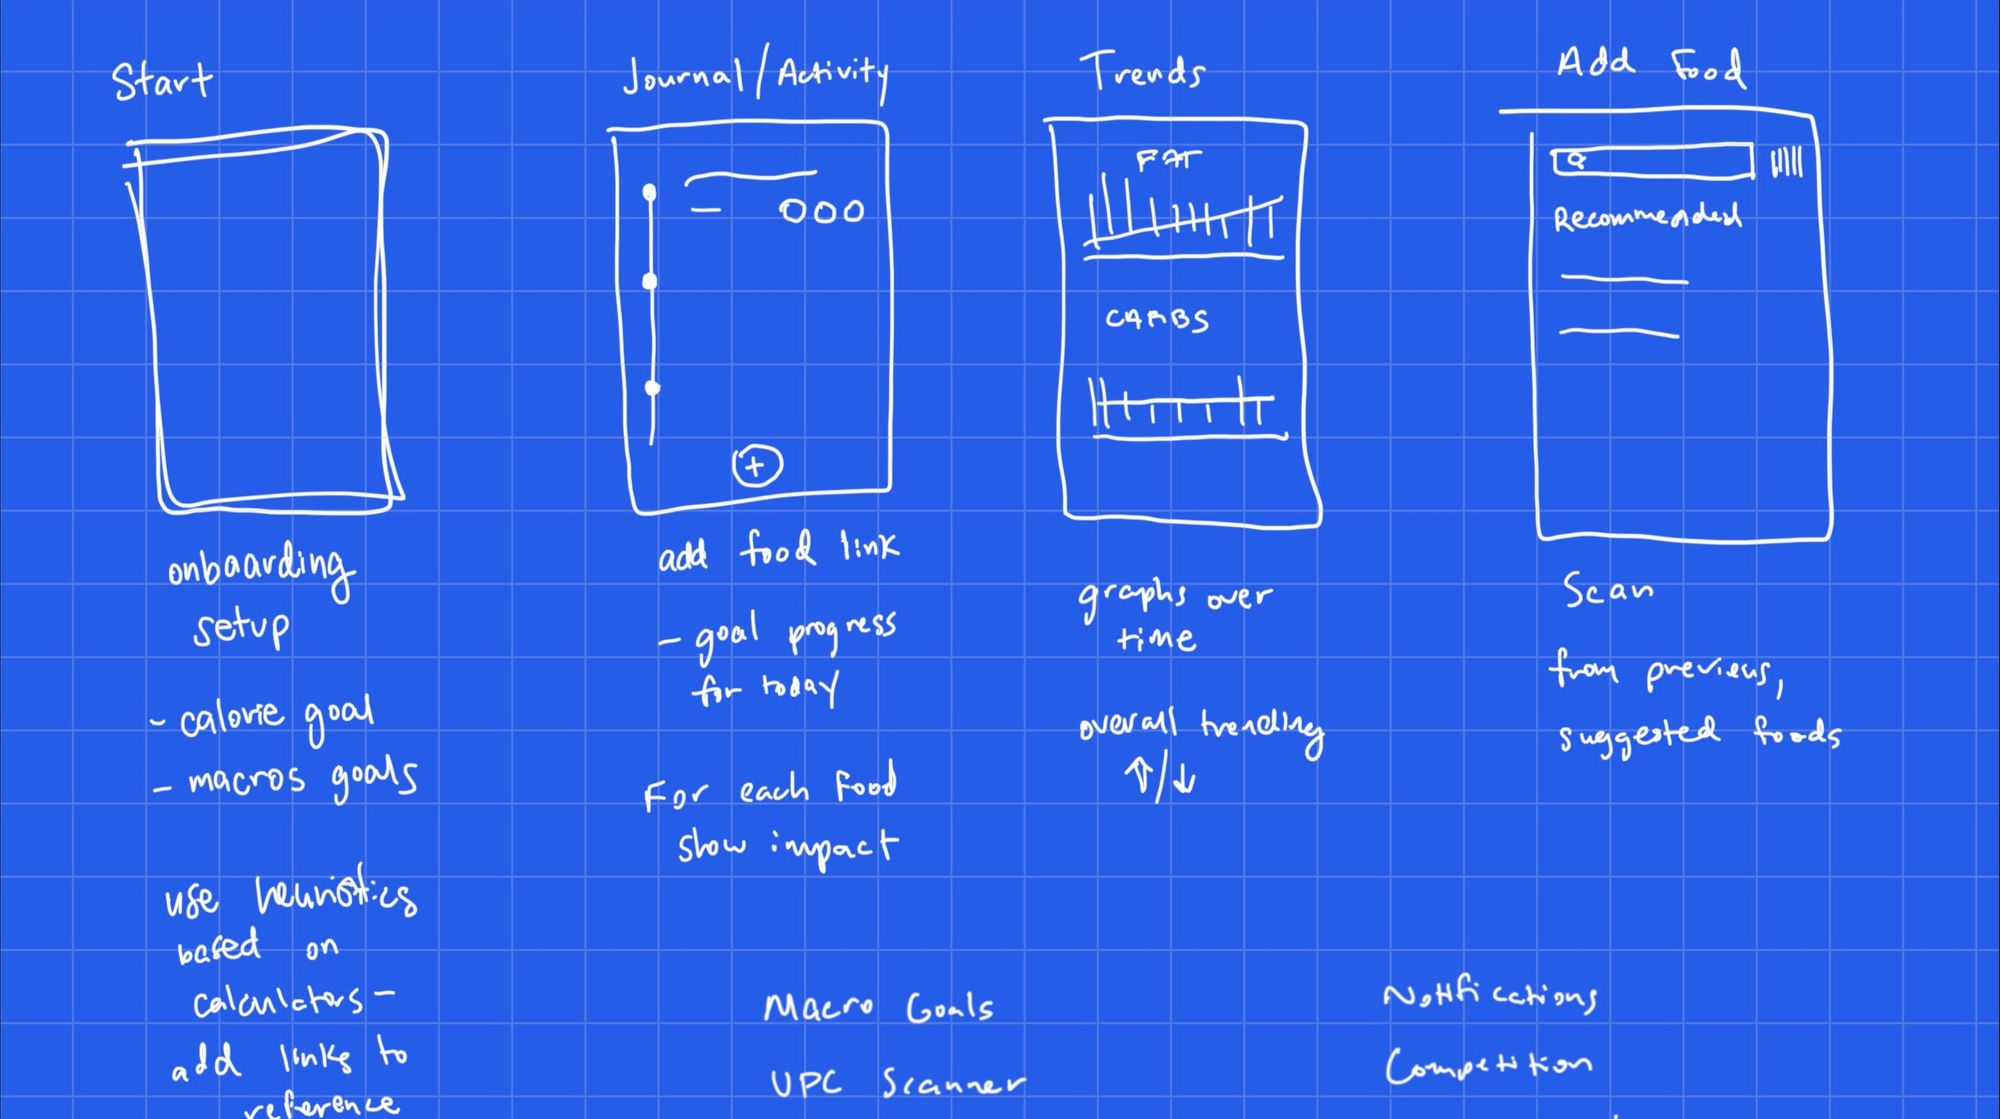 Start
onbaarding
setup
- calorie goal
- macros goals
use heuristics
based on
calculators -
add links to
reference
Journal/Activity
add food link
- goal progress
for today
For each food
show impact
Trends
FAT
CARBS
graphs over
time
overall trending
↑/↓
Add Food
Recommended
Scan
from previous,
suggested foods
Macro Goals
UPC Scanner
Notifications
Competition